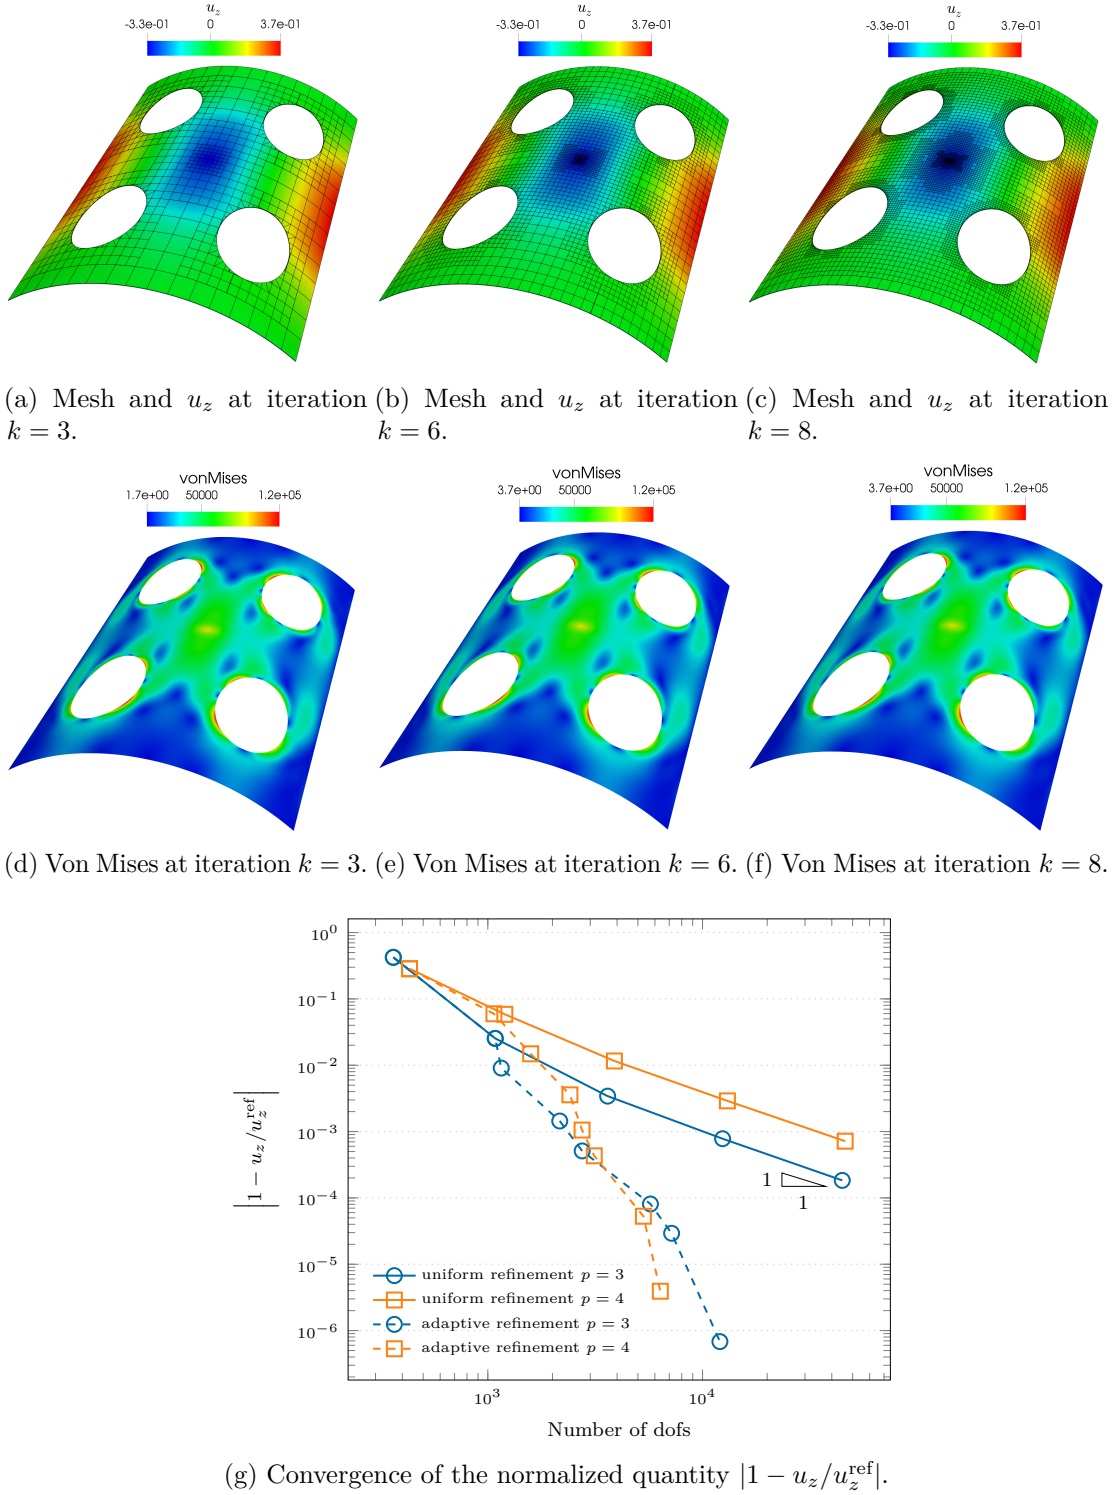 u_z
-3.3e-01 0 3.7e-01
u_z
-3.3e-01 0 3.7e-01
u_z
-3.3e-01 0 3.7e-01
(a) Mesh and u_z at iteration
k = 3.
(b) Mesh and u_z at iteration
k = 6.
(c) Mesh and u_z at iteration
k = 8.
vonMises
1.7e+00 50000 1.2e+05
vonMises
3.7e+00 50000 1.2e+05
vonMises
3.7e+00 50000 1.2e+05
(d) Von Mises at iteration k = 3.
(e) Von Mises at iteration k = 6.
(f) Von Mises at iteration k = 8.
10^0
10^−1
10^−2
10^−3
10^−4
10^−5
10^−6
|1 − u_z/u_z^ref|
1
1
uniform refinement p = 3
uniform refinement p = 4
adaptive refinement p = 3
adaptive refinement p = 4
10^3 10^4
Number of dofs
(g) Convergence of the normalized quantity |1 − u_z/u_z^ref|.